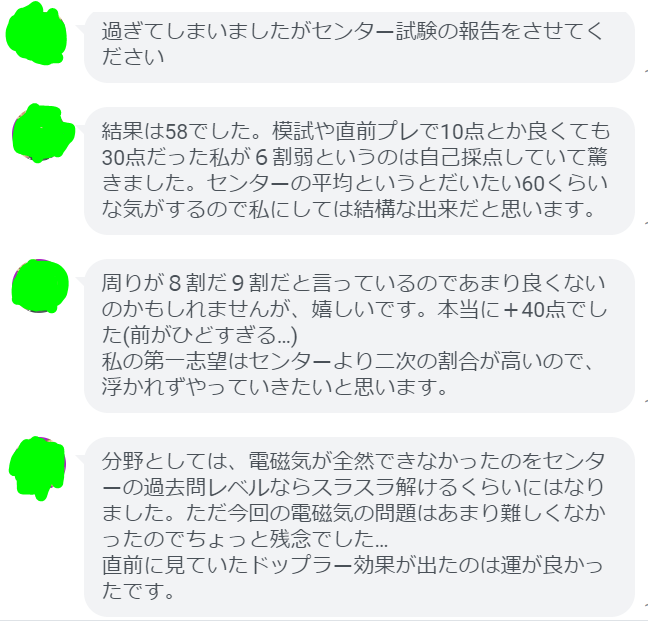 過ぎてしまいましたがセンター試験の報告をさせてく
ださい
結果は58でした。模試や直前プレで10点とか良くても
30点だった私が６割弱というのは自己採点していて驚
きました。センターの平均というとだいたい60くらい
な気がするので私にしては結構な出来だと思います。
周りが８割だ９割だと言っているのであまり良くない
のかもしれませんが、嬉しいです。本当に＋40点でし
た(前がひどすぎる…)
私の第一志望はセンターより二次の割合が高いので、
浮かれずやっていきたいと思います。
分野としては、電磁気が全然できなかったのをセンタ
ーの過去問レベルならスラスラ解けるくらいにはなり
ました。ただ今回の電磁気の問題はあまり難しくなか
ったのでちょっと残念でした…
直前に見ていたドップラー効果が出たのは運が良かっ
たです。